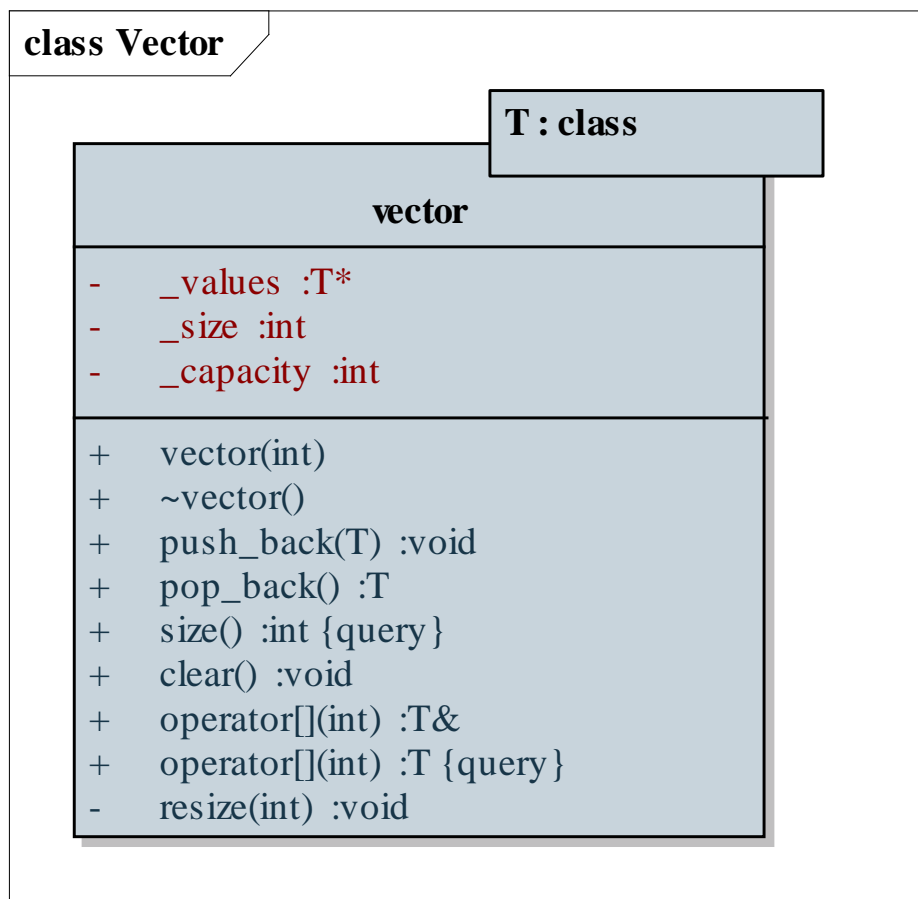 class Vector
T : class
vector
- _values :T*
- _size :int
- _capacity :int
+ vector(int)
+ ~vector()
+ push_back(T) :void
+ pop_back() :T
+ size() :int {query}
+ clear() :void
+ operator[](int) :T&
+ operator[](int) :T {query}
- resize(int) :void